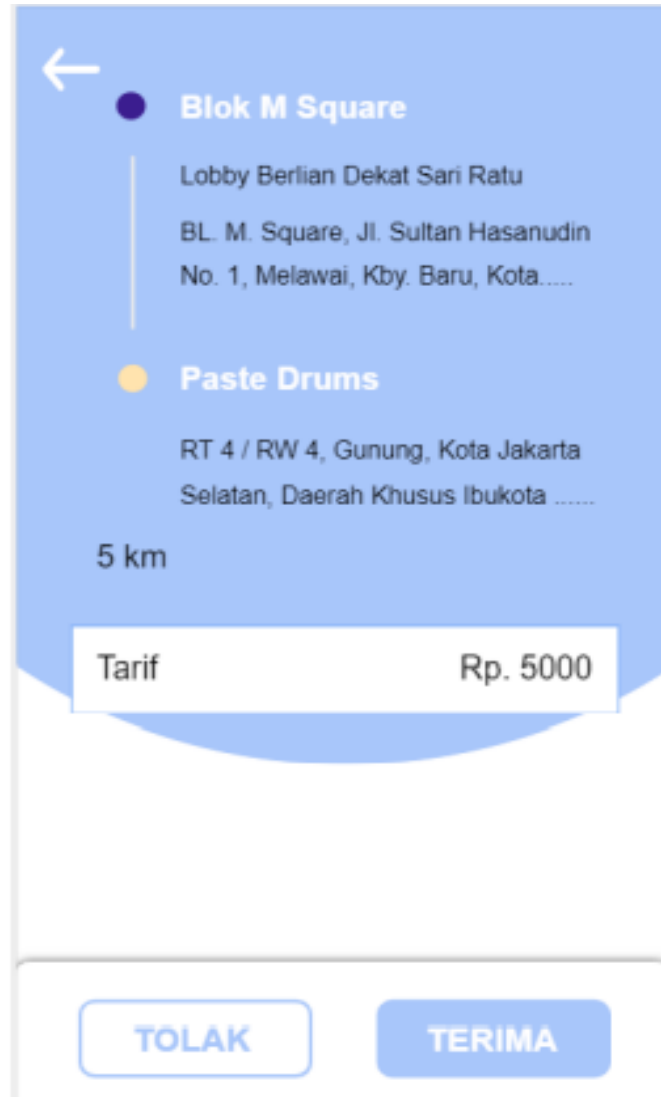 Blok M Square
Lobby Berlian Dekat Sari Ratu
BL. M. Square, Jl. Sultan Hasanudin
No. 1, Melawai, Kby. Baru, Kota.....
Paste Drums
RT 4 / RW 4, Gunung, Kota Jakarta
Selatan, Daerah Khusus Ibukota ......
5 km
Tarif Rp. 5000
TOLAK TERIMA